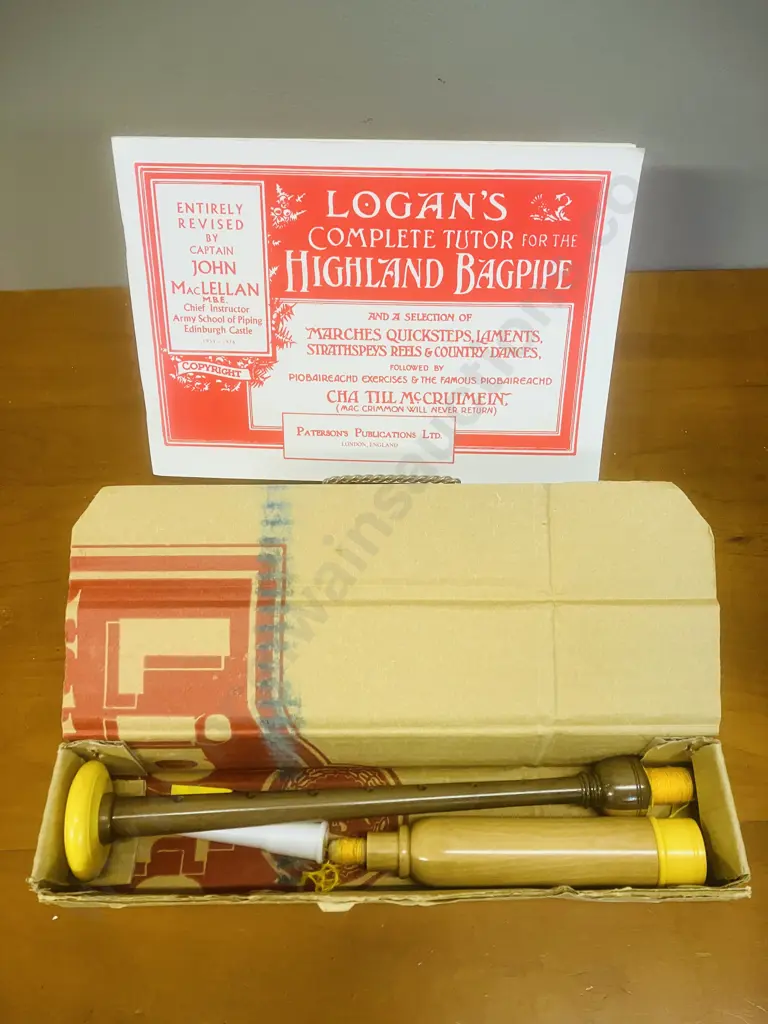 ENTIRELY
REVISED
BY
CAPTAIN
JOHN
MACLELLAN
M.B.E.
Chief Instructor
Army School of Piping
Edinburgh Castle
COPYRIGHT
LOGAN'S
COMPLETE TUTOR FOR THE
HIGHLAND BAGPIPE
AND A SELECTION OF
MARCHES QUICKSTEPS, LAMENTS,
STRATHSPEYS REELS & COUNTRY DANCES,
FOLLOWED BY
PIOBAIREACHD EXERCISES & THE FAMOUS PIOBAIREACHD
CHA TILL McCRUIMEIN,
(MAC CRIMMON WILL NEVER RETURN)
PATERSON'S PUBLICATIONS LTD.
LONDON, ENGLAND